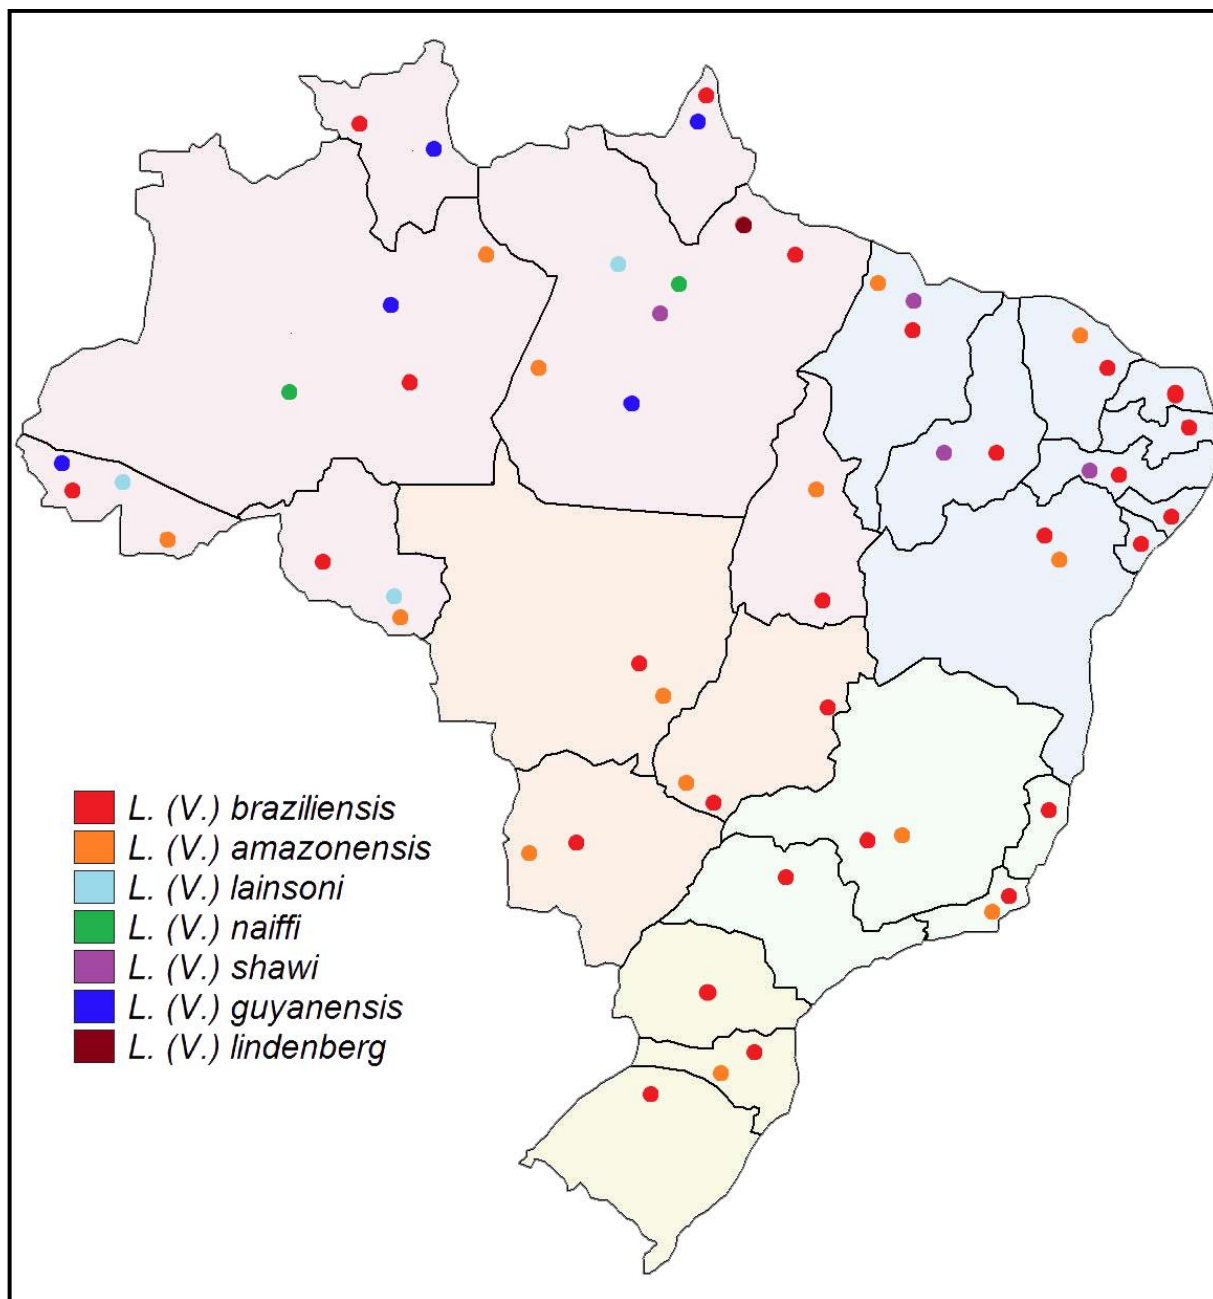 L. (V.) braziliensis
L. (V.) amazonensis
L. (V.) lainsoni
L. (V.) naiffi
L. (V.) shawi
L. (V.) guyanensis
L. (V.) lindenberg